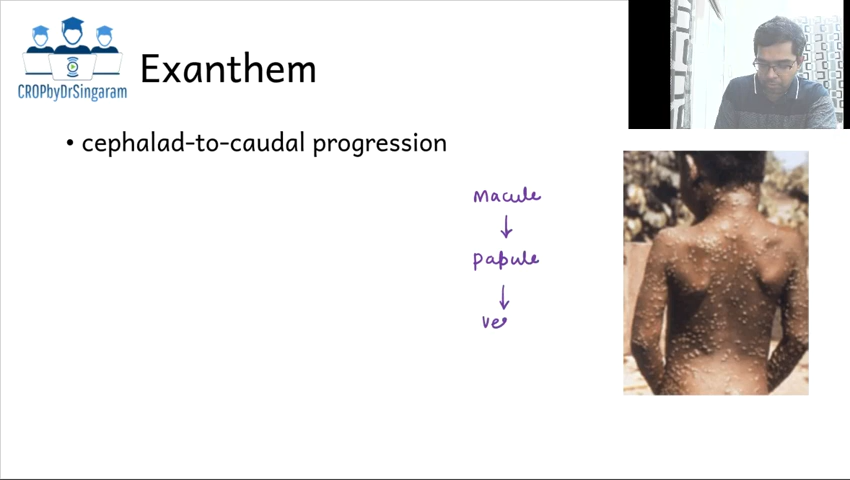 CROPbyDrSingaram
Exanthem
• cephalad-to-caudal progression
Macule
↓
Papule
↓
ve